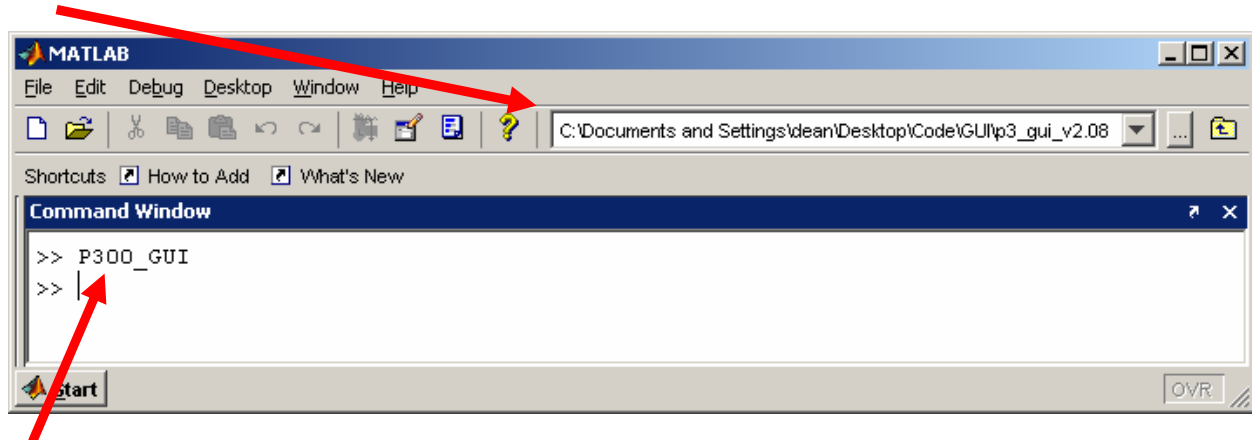 MATLAB
File Edit Debug Desktop Window Help
? C:\Documents and Settings\dean\Desktop\Code\GUI\p3_gui_v2.08 ...
Shortcuts How to Add What's New
Command Window
>> P300_GUI
>>
Start OVR